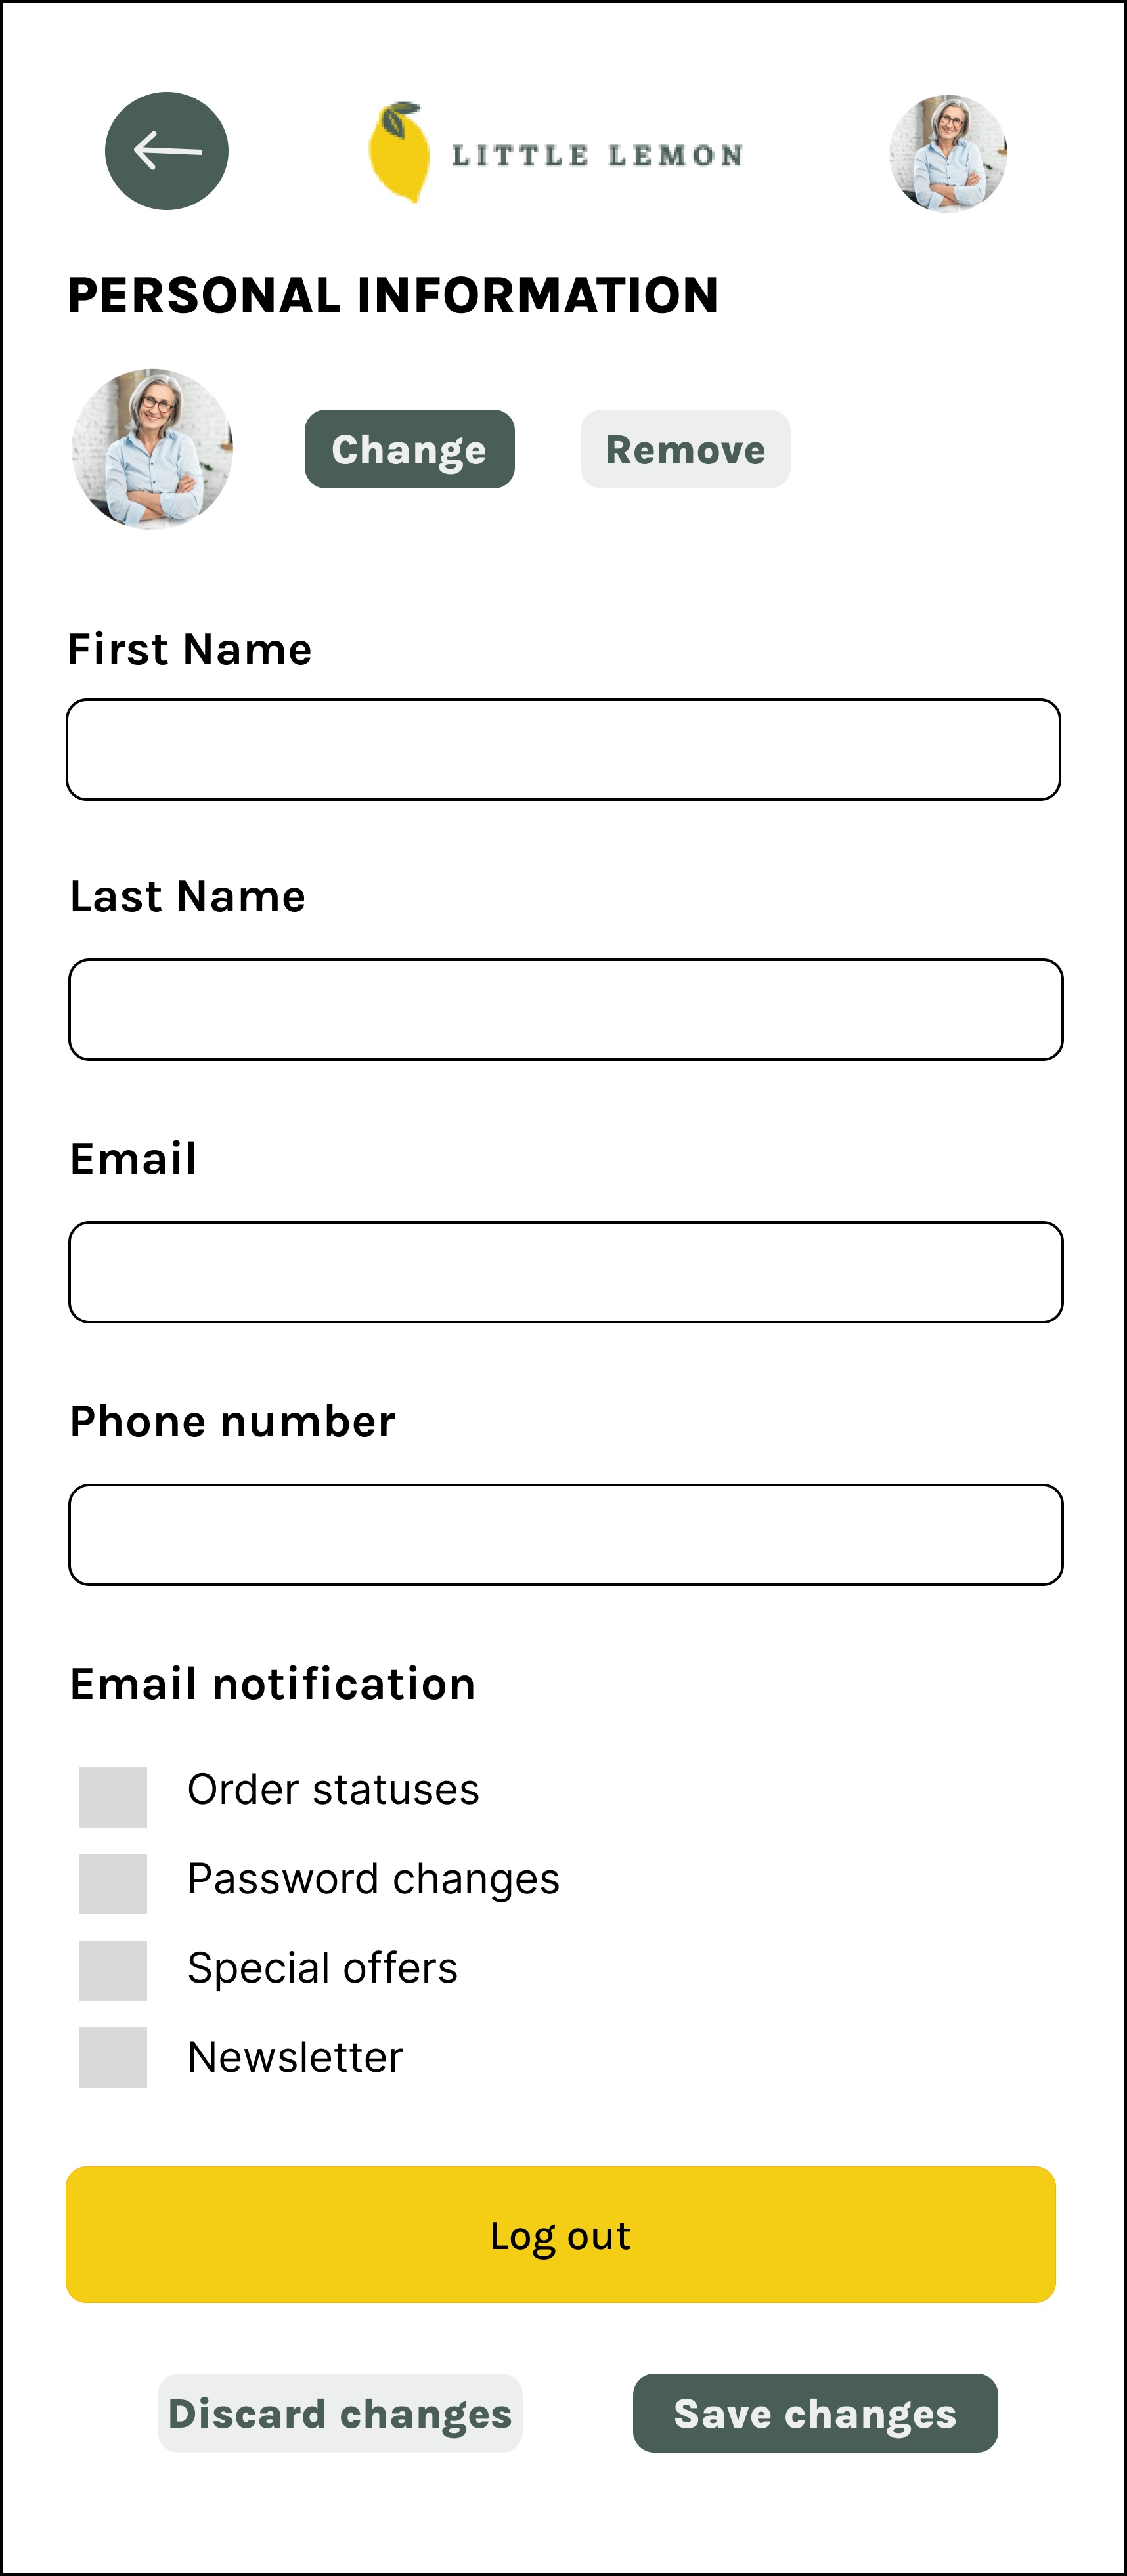 LITTLE LEMON
PERSONAL INFORMATION
Change Remove
First Name
Last Name
Email
Phone number
Email notification
Order statuses
Password changes
Special offers
Newsletter
Log out
Discard changes Save changes